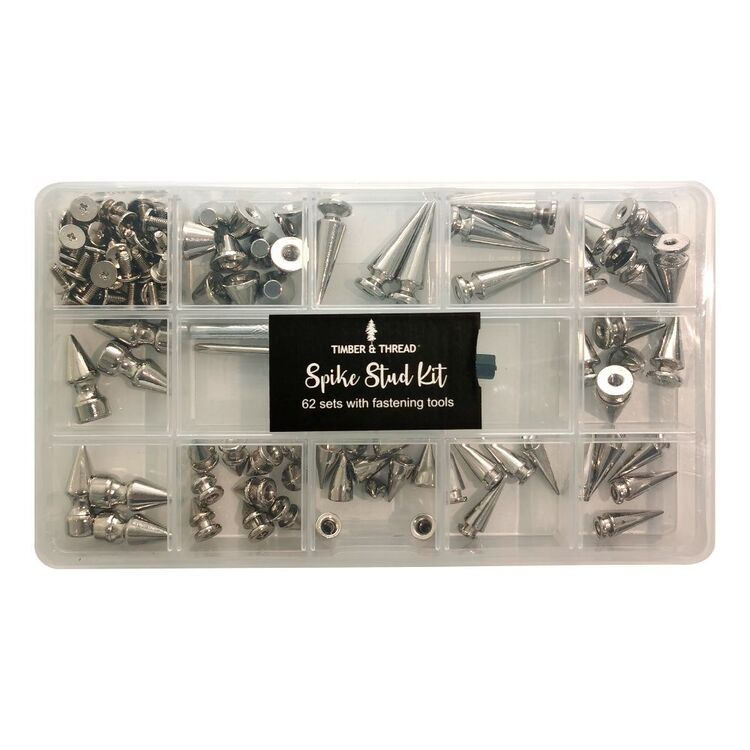 TIMBER & THREAD
Spike Stud Kit
62 sets with fastening tools